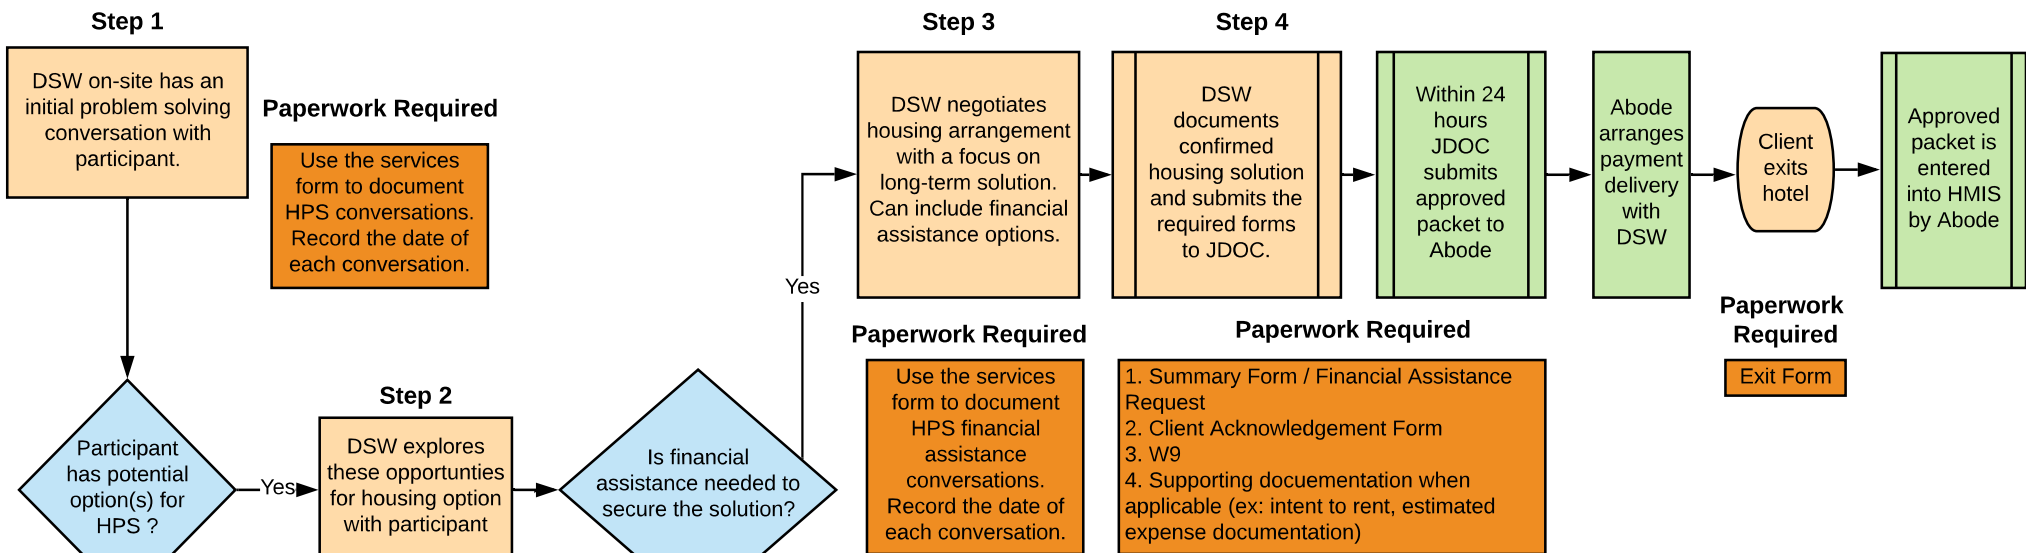 Step 1
DSW on-site has an
initial problem solving
conversation with
participant.
Paperwork Required
Use the services
form to document
HPS conversations.
Record the date of
each conversation.
Participant
has potential
option(s) for
HPS ?
Yes
Step 2
DSW explores
these opportunties
for housing option
with participant
Is financial
assistance needed to
secure the solution?
Yes
Step 3
DSW negotiates
housing arrangement
with a focus on
long-term solution.
Can include financial
assistance options.
Paperwork Required
Use the services
form to document
HPS financial
assistance
conversations.
Record the date of
each conversation.
Step 4
DSW
documents
confirmed
housing solution
and submits the
required forms
to JDOC.
Within 24
hours
JDOC
submits
approved
packet to
Abode
Paperwork Required
1. Summary Form / Financial Assistance
Request
2. Client Acknowledgement Form
3. W9
4. Supporting docuementation when
applicable (ex: intent to rent, estimated
expense documentation)
Abode
arranges
payment
delivery
with
DSW
Client
exits
hotel
Paperwork
Required
Exit Form
Approved
packet is
entered
into HMIS
by Abode